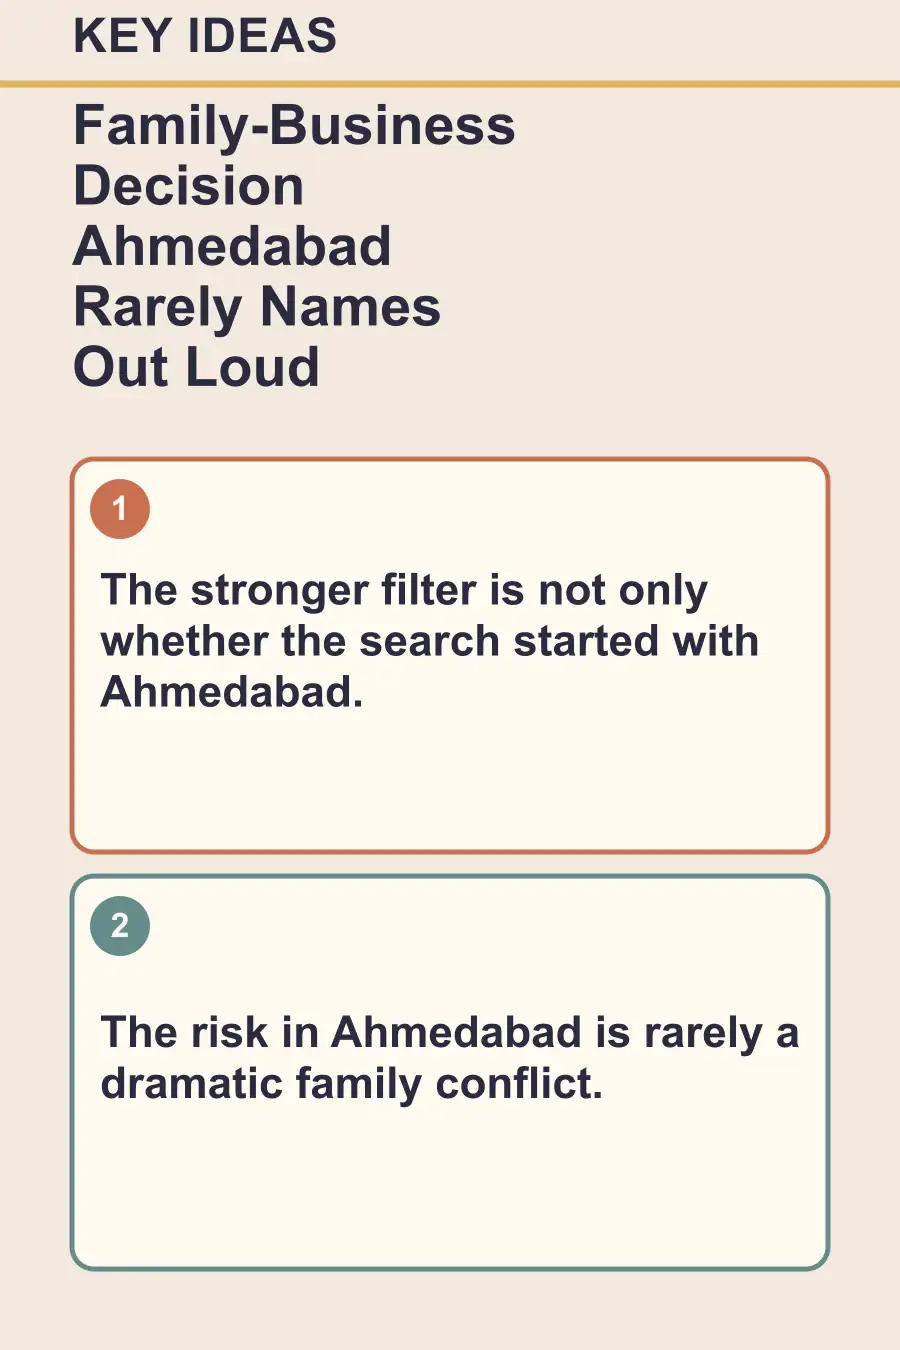 KEY IDEAS
Family-Business
Decision
Ahmedabad
Rarely Names
Out Loud
1
The stronger filter is not only
whether the search started with
Ahmedabad.
2
The risk in Ahmedabad is rarely a
dramatic family conflict.